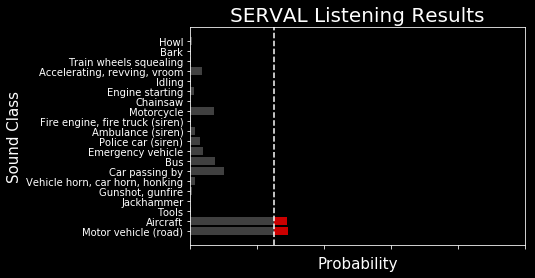 SERVAL Listening Results
Sound Class
Howl
Bark
Train wheels squealing
Accelerating, revving, vroom
Idling
Engine starting
Chainsaw
Motorcycle
Fire engine, fire truck (siren)
Ambulance (siren)
Police car (siren)
Emergency vehicle
Bus
Car passing by
Vehicle horn, car horn, honking
Gunshot, gunfire
Jackhammer
Tools
Aircraft
Motor vehicle (road)
Probability